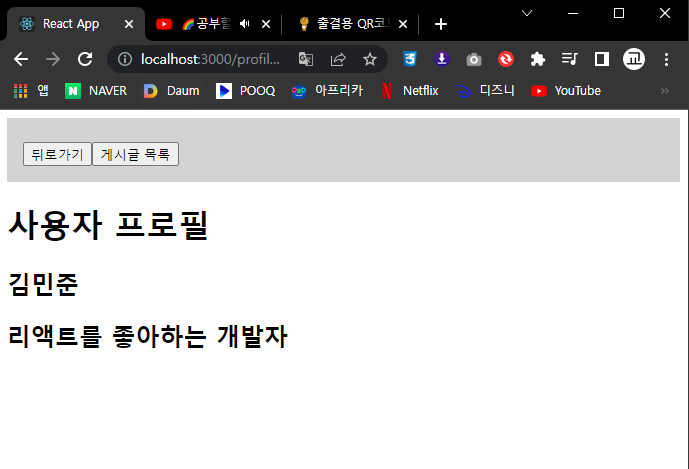 React App
🌈공부할
출결용 QR코드
localhost:3000/profil...
앱 NAVER Daum POOQ 아프리카 Netflix 디즈니 YouTube
뒤로가기 게시글 목록
사용자 프로필
김민준
리액트를 좋아하는 개발자